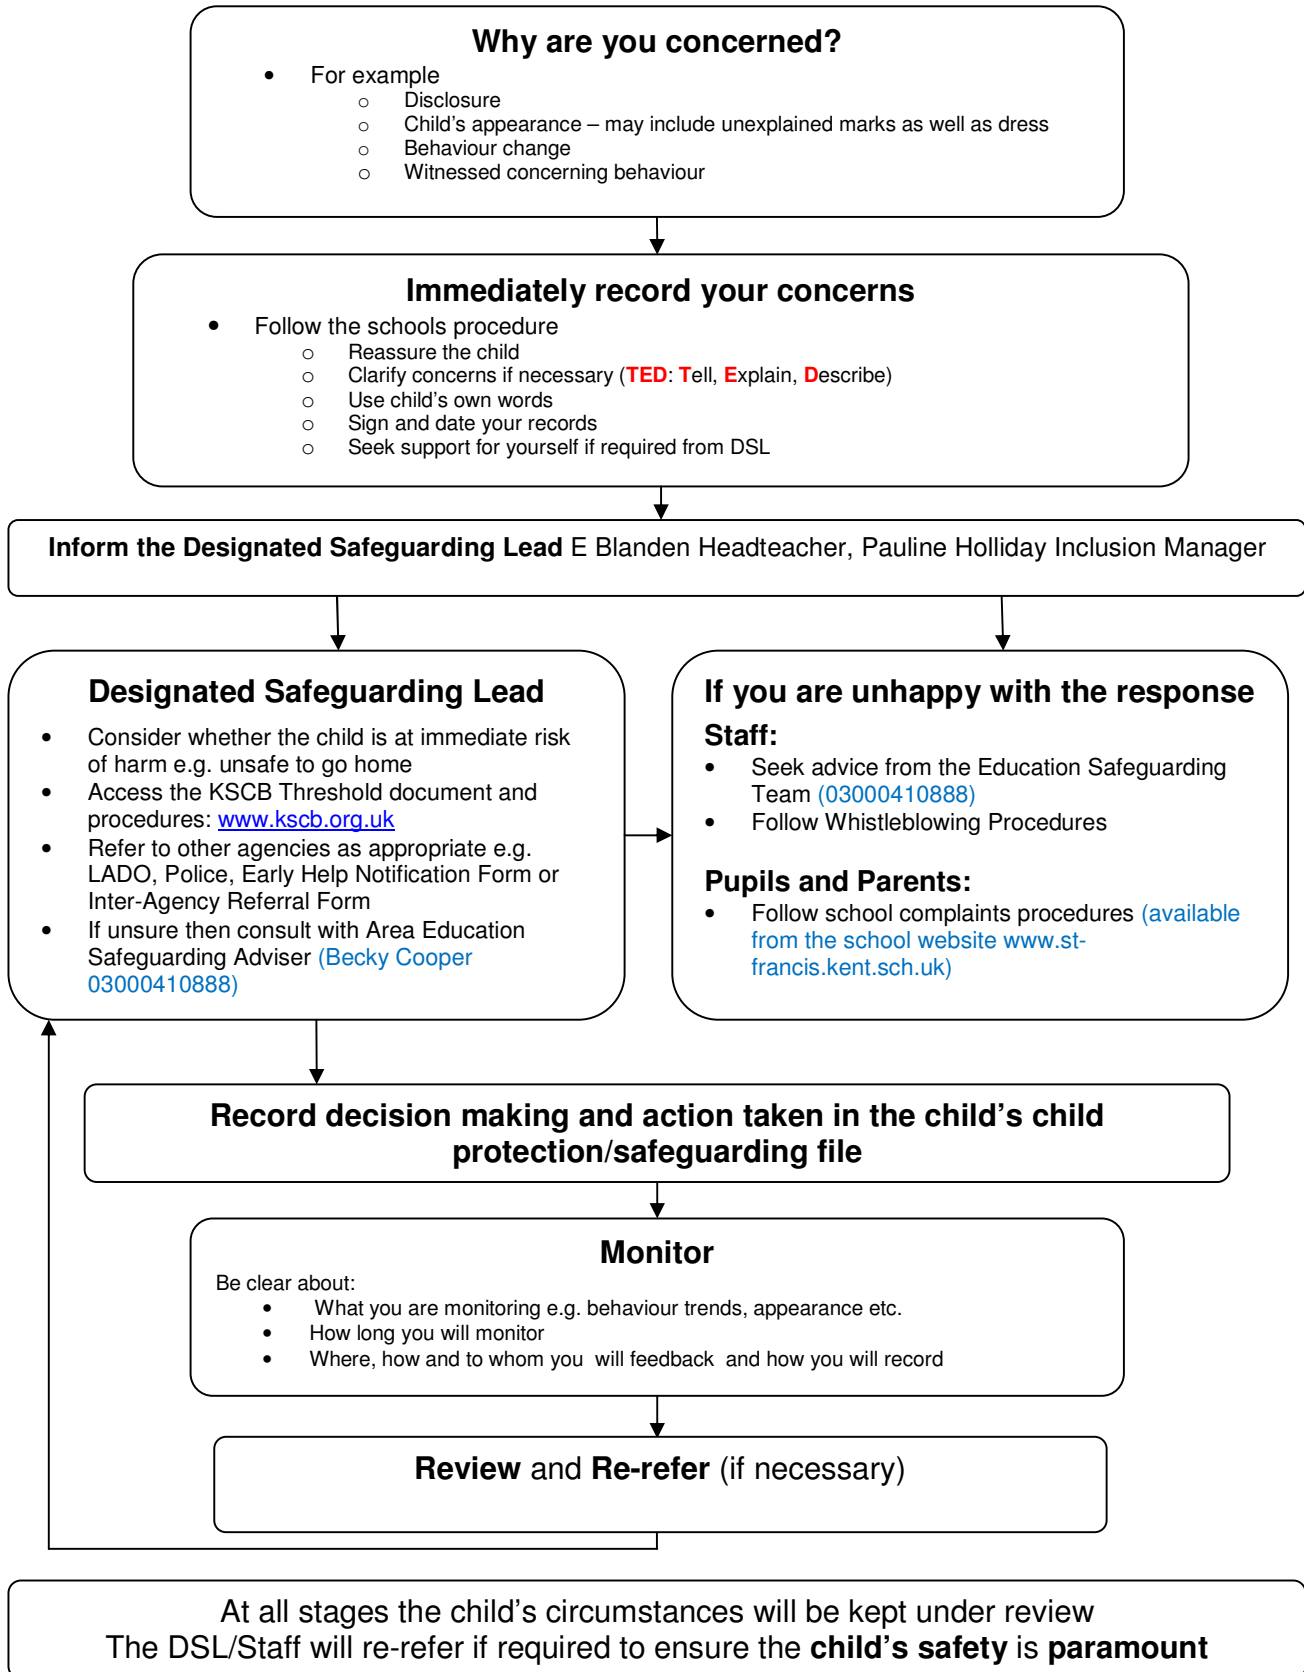 Why are you concerned?
• For example
o Disclosure
o Child's appearance – may include unexplained marks as well as dress
o Behaviour change
o Witnessed concerning behaviour
Immediately record your concerns
• Follow the schools procedure
o Reassure the child
o Clarify concerns if necessary (TED: Tell, Explain, Describe)
o Use child's own words
o Sign and date your records
o Seek support for yourself if required from DSL
Inform the Designated Safeguarding Lead E Blanden Headteacher, Pauline Holliday Inclusion Manager
Designated Safeguarding Lead
• Consider whether the child is at immediate risk
of harm e.g. unsafe to go home
• Access the KSCB Threshold document and
procedures: www.kscb.org.uk
• Refer to other agencies as appropriate e.g.
LADO, Police, Early Help Notification Form or
Inter-Agency Referral Form
• If unsure then consult with Area Education
Safeguarding Adviser (Becky Cooper
03000410888)
If you are unhappy with the response
Staff:
• Seek advice from the Education Safeguarding
Team (03000410888)
• Follow Whistleblowing Procedures
Pupils and Parents:
• Follow school complaints procedures (available
from the school website www.st-
francis.kent.sch.uk)
Record decision making and action taken in the child's child
protection/safeguarding file
Monitor
Be clear about:
• What you are monitoring e.g. behaviour trends, appearance etc.
• How long you will monitor
• Where, how and to whom you will feedback and how you will record
Review and Re-refer (if necessary)
At all stages the child's circumstances will be kept under review
The DSL/Staff will re-refer if required to ensure the child's safety is paramount